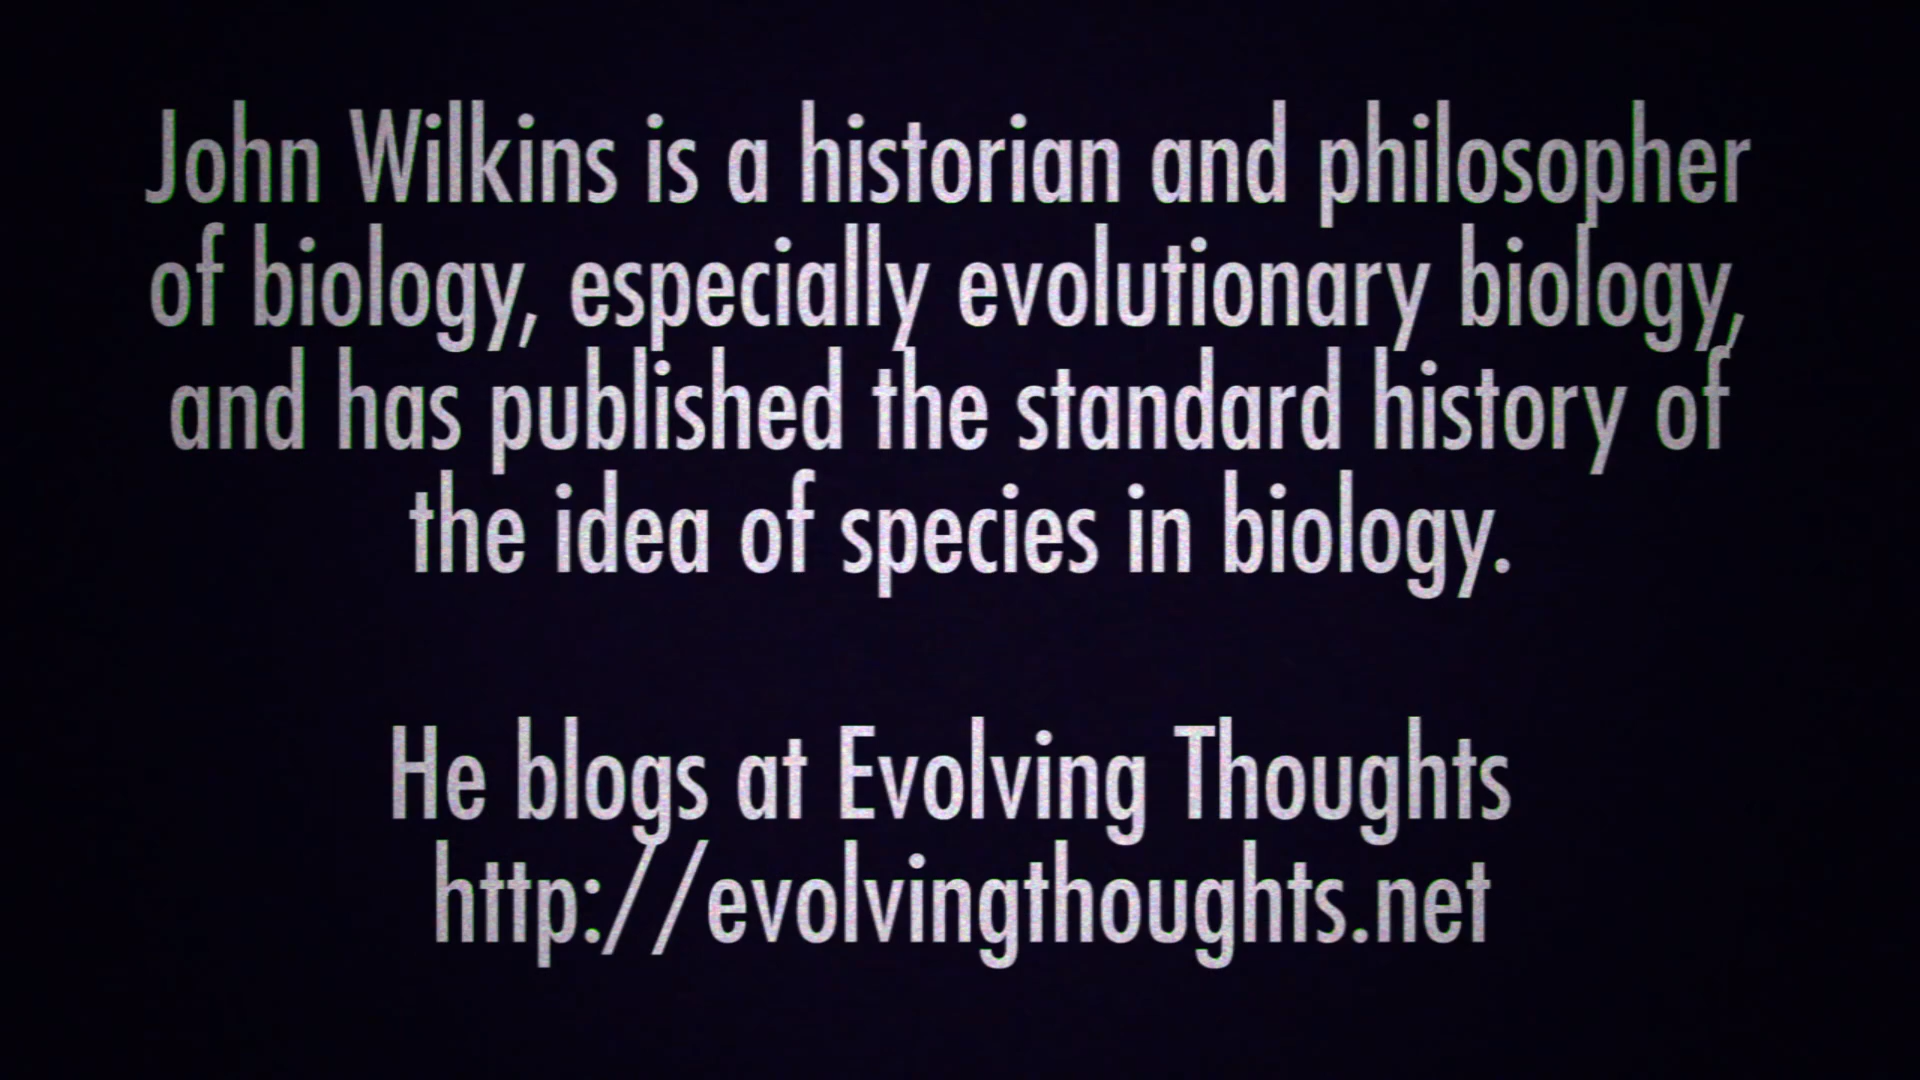 John Wilkins is a historian and philosopher
of biology, especially evolutionary biology,
and has published the standard history of
the idea of species in biology.
He blogs at Evolving Thoughts
http://evolvingthoughts.net